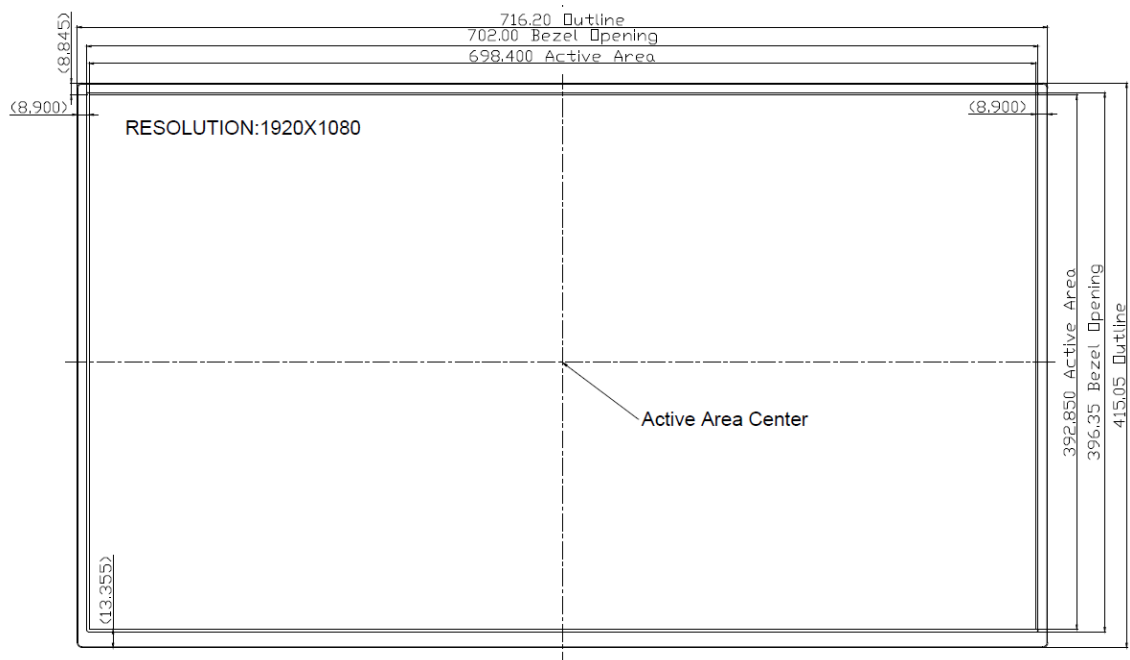 716.20 Outline
702.00 Bezel Opening
698.400 Active Area
(8.845)
(8.900)
(8.900)
RESOLUTION:1920X1080
392.850 Active Area
396.35 Bezel Opening
415.05 Outline
Active Area Center
(13.355)